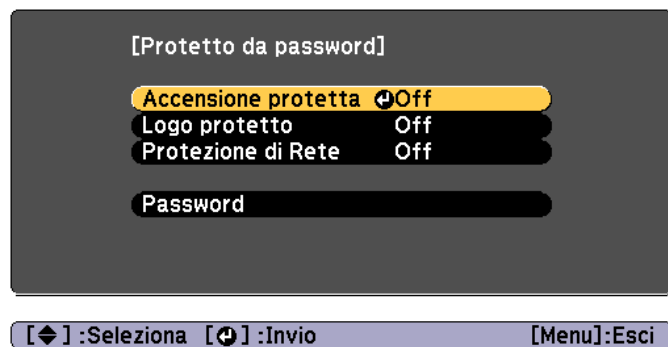 [Protetto da password]
Accensione protetta Off
Logo protetto Off
Protezione di Rete Off
Password
[ ] :Seleziona [ ] :Invio [Menu]:Esci